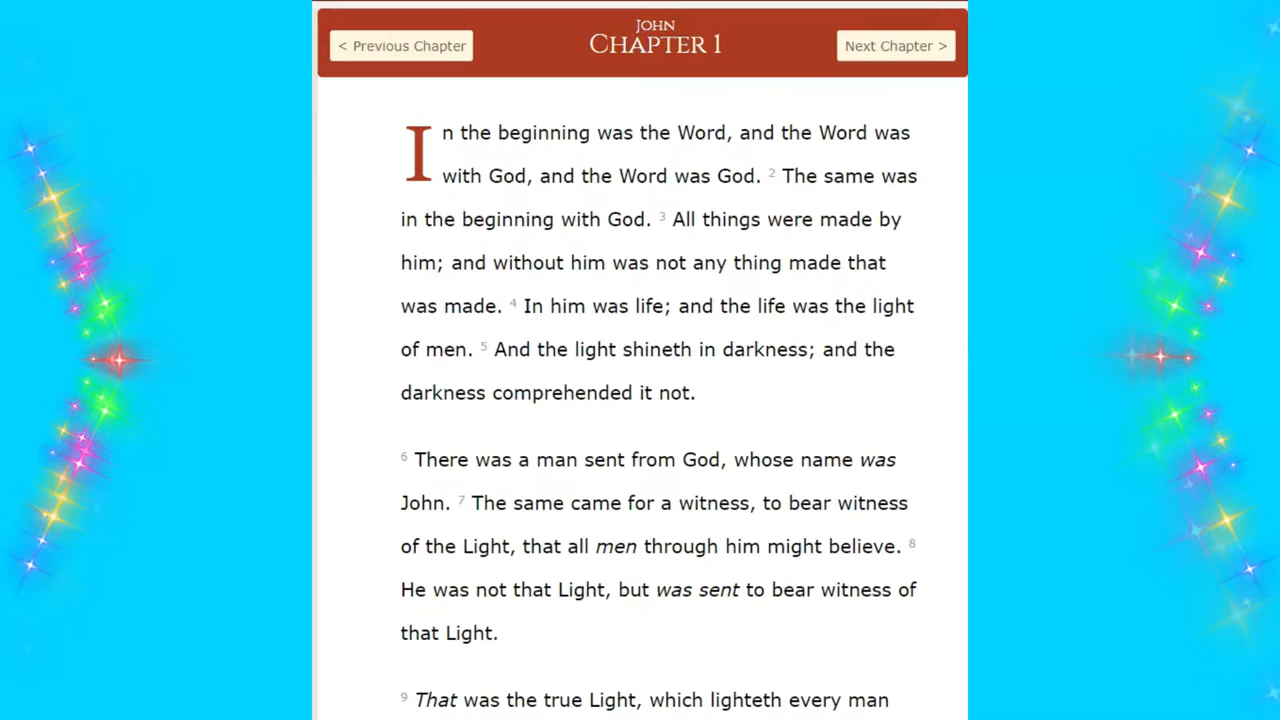 JOHN
< Previous Chapter
CHAPTER 1
Next Chapter >
In the beginning was the Word, and the Word was
with God, and the Word was God. 2 The same was
in the beginning with God. 3 All things were made by
him; and without him was not any thing made that
was made. 4 In him was life; and the life was the light
of men. 5 And the light shineth in darkness; and the
darkness comprehended it not.
6 There was a man sent from God, whose name was
John. 7 The same came for a witness, to bear witness
of the Light, that all men through him might believe. 8
He was not that Light, but was sent to bear witness of
that Light.
9 That was the true Light, which lighteth every man